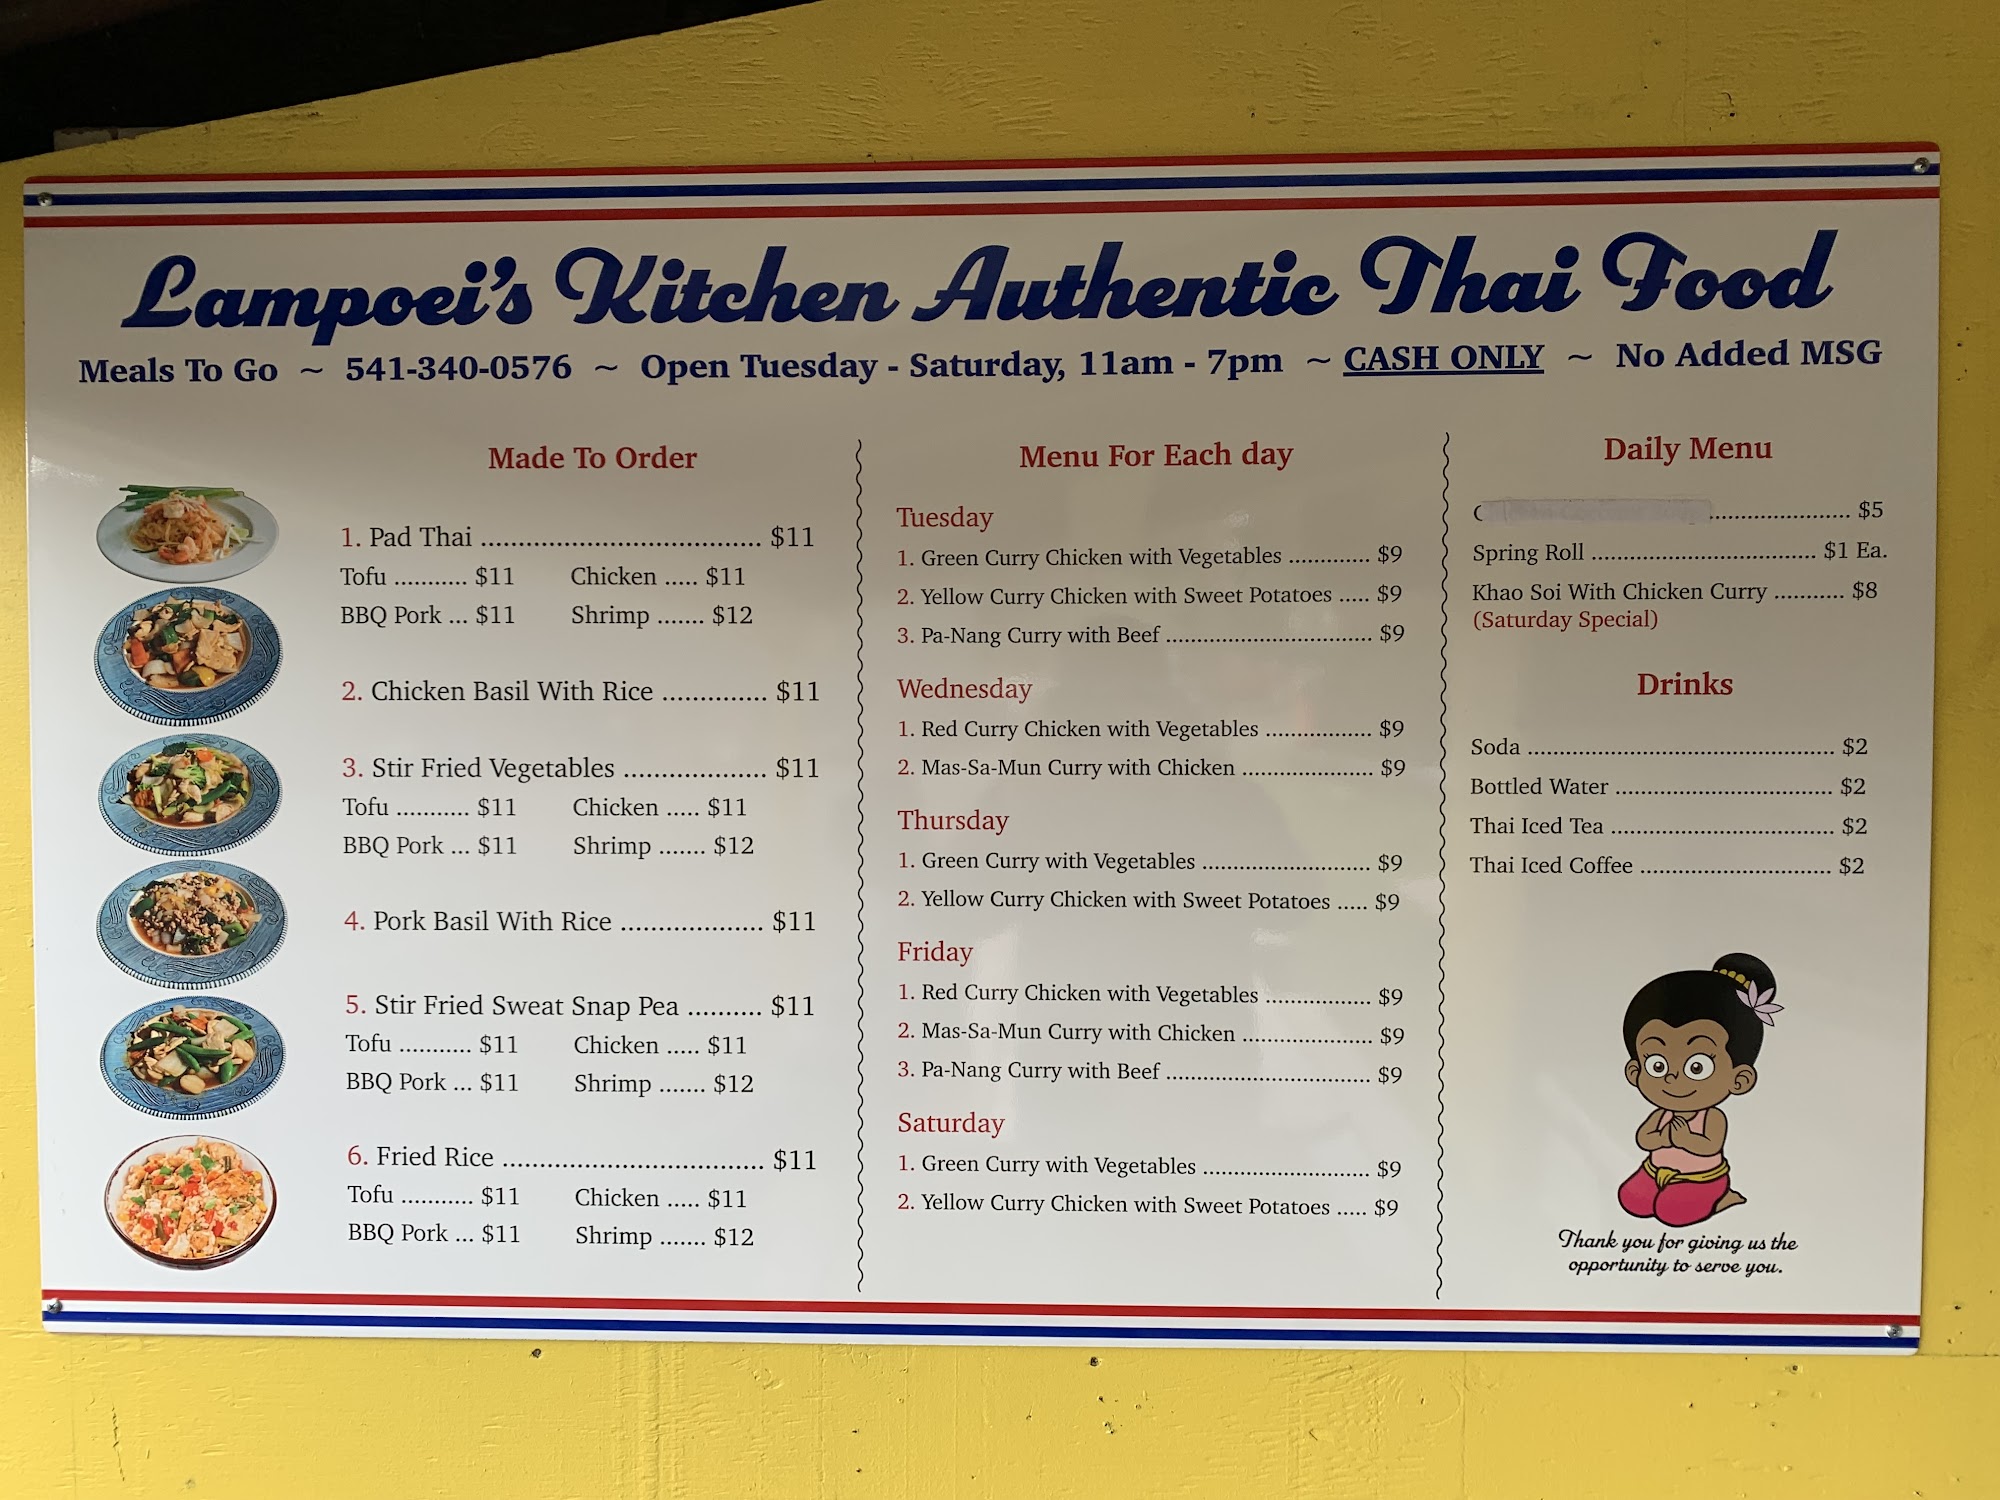 Lampoei's Kitchen Authentic Thai Food
Meals To Go ~ 541-340-0576 ~ Open Tuesday - Saturday, 11am - 7pm ~ CASH ONLY ~ No Added MSG
Made To Order
1. Pad Thai ...................................... $11
Tofu ........... $11 Chicken ..... $11
BBQ Pork ... $11 Shrimp ....... $12
2. Chicken Basil With Rice .............. $11
3. Stir Fried Vegetables ................... $11
Tofu ........... $11 Chicken ..... $11
BBQ Pork ... $11 Shrimp ....... $12
4. Pork Basil With Rice ................... $11
5. Stir Fried Sweat Snap Pea .......... $11
Tofu ........... $11 Chicken ..... $11
BBQ Pork ... $11 Shrimp ....... $12
6. Fried Rice ................................... $11
Tofu ........... $11 Chicken ..... $11
BBQ Pork ... $11 Shrimp ....... $12
Menu For Each day
Tuesday
1. Green Curry Chicken with Vegetables ............ $9
2. Yellow Curry Chicken with Sweet Potatoes ..... $9
3. Pa-Nang Curry with Beef .................................. $9
Wednesday
1. Red Curry Chicken with Vegetables ................. $9
2. Mas-Sa-Mun Curry with Chicken ..................... $9
Thursday
1. Green Curry with Vegetables ........................... $9
2. Yellow Curry Chicken with Sweet Potatoes ..... $9
Friday
1. Red Curry Chicken with Vegetables ................. $9
2. Mas-Sa-Mun Curry with Chicken ..................... $9
3. Pa-Nang Curry with Beef ................................. $9
Saturday
1. Green Curry with Vegetables ........................... $9
2. Yellow Curry Chicken with Sweet Potatoes ..... $9
Daily Menu
....................... $5
Spring Roll .................................... $1 Ea.
Khao Soi With Chicken Curry ........... $8
(Saturday Special)
Drinks
Soda ................................................. $2
Bottled Water ................................... $2
Thai Iced Tea .................................... $2
Thai Iced Coffee ............................... $2
Thank you for giving us the
opportunity to serve you.